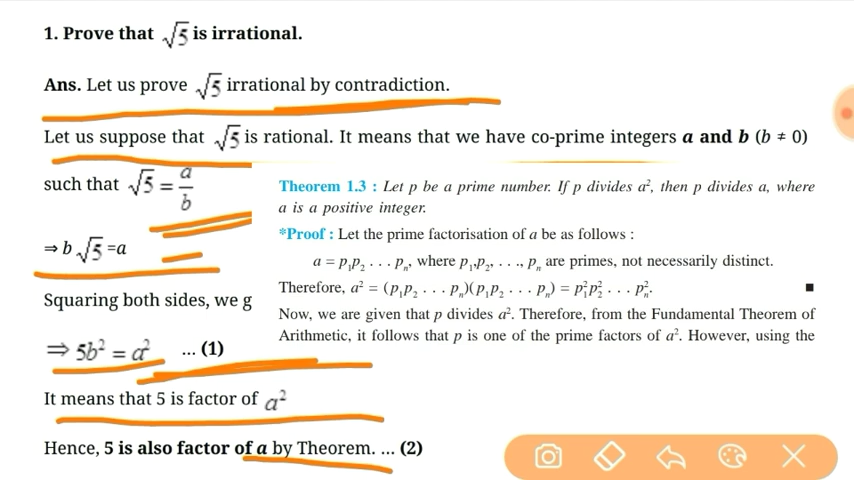 1. Prove that √5 is irrational.
Ans. Let us prove √5 irrational by contradiction.
Let us suppose that √5 is rational. It means that we have co-prime integers a and b (b ≠ 0)
such that √5 = a/b
⇒ b√5 =a
Squaring both sides, we g
⇒ 5b² = a² ... (1)
It means that 5 is factor of a²
Hence, 5 is also factor of a by Theorem. ... (2)
Theorem 1.3 : Let p be a prime number. If p divides a², then p divides a, where
a is a positive integer.
*Proof : Let the prime factorisation of a be as follows :
a = p₁p₂ . . . pₙ, where p₁,p₂, . . ., pₙ are primes, not necessarily distinct.
Therefore, a² = (p₁p₂ . . . pₙ)(p₁p₂ . . . pₙ) = p₁²p₂² . . . pₙ². ■
Now, we are given that p divides a². Therefore, from the Fundamental Theorem of
Arithmetic, it follows that p is one of the prime factors of a². However, using the